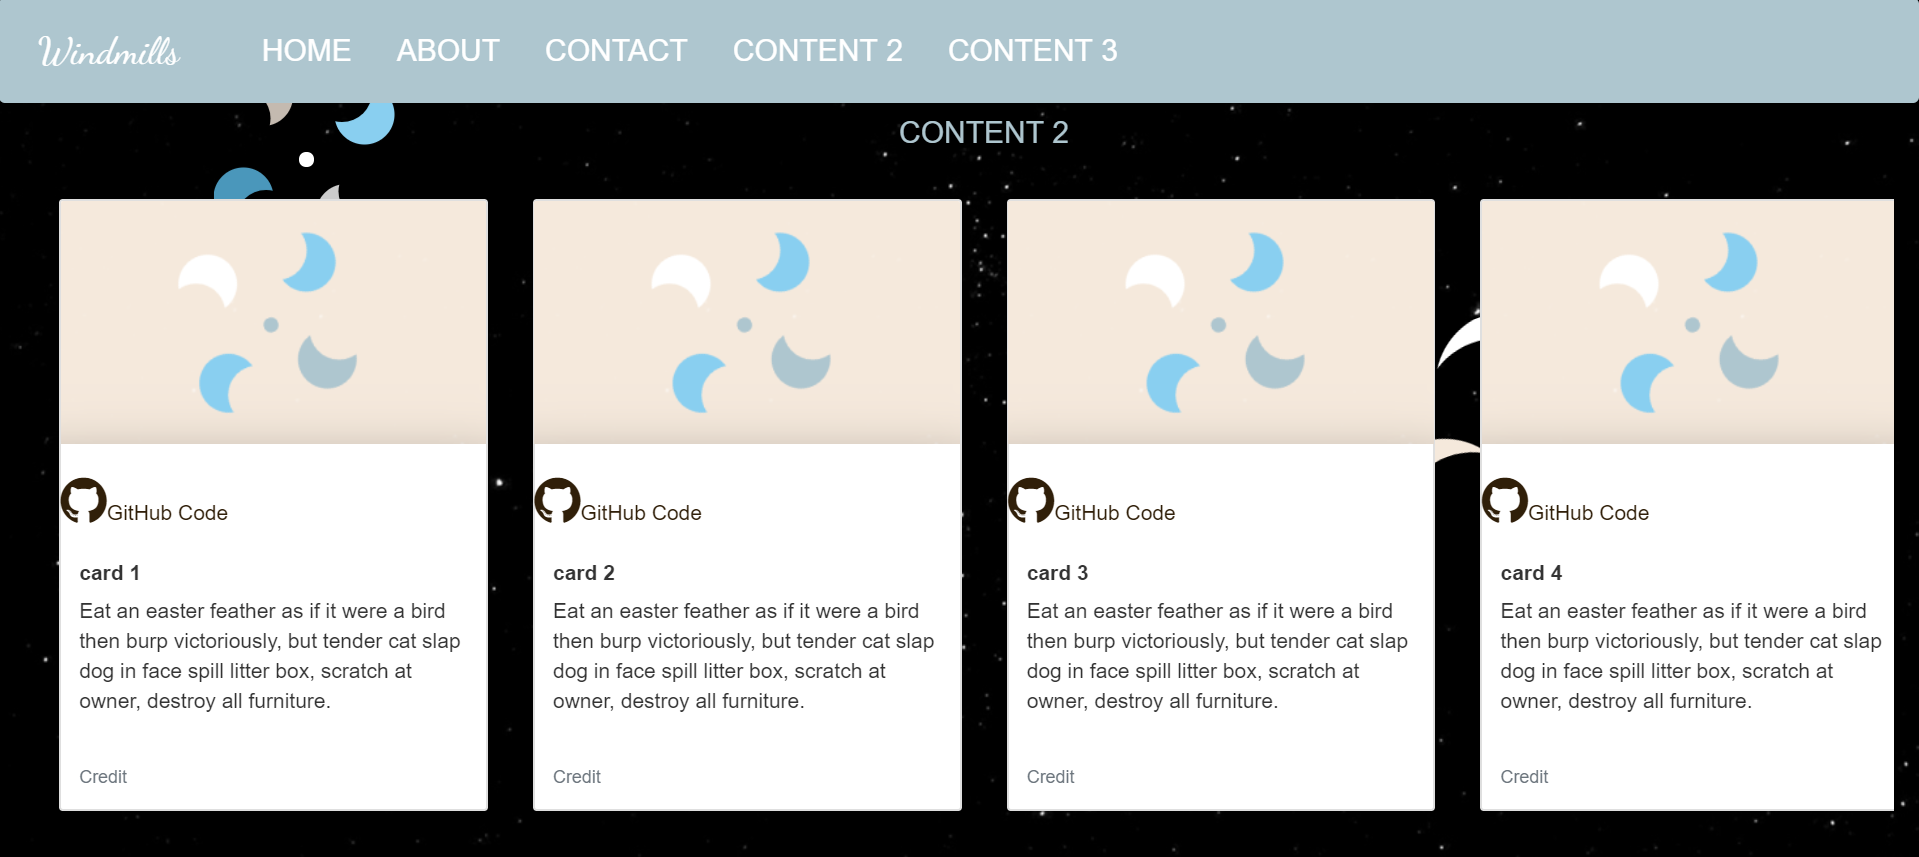 Windmills HOME ABOUT CONTACT CONTENT 2 CONTENT 3
CONTENT 2
GitHub Code
card 1
Eat an easter feather as if it were a bird
then burp victoriously, but tender cat slap
dog in face spill litter box, scratch at
owner, destroy all furniture.
Credit
GitHub Code
card 2
Eat an easter feather as if it were a bird
then burp victoriously, but tender cat slap
dog in face spill litter box, scratch at
owner, destroy all furniture.
Credit
GitHub Code
card 3
Eat an easter feather as if it were a bird
then burp victoriously, but tender cat slap
dog in face spill litter box, scratch at
owner, destroy all furniture.
Credit
GitHub Code
card 4
Eat an easter feather as if it were a bird
then burp victoriously, but tender cat slap
dog in face spill litter box, scratch at
owner, destroy all furniture.
Credit